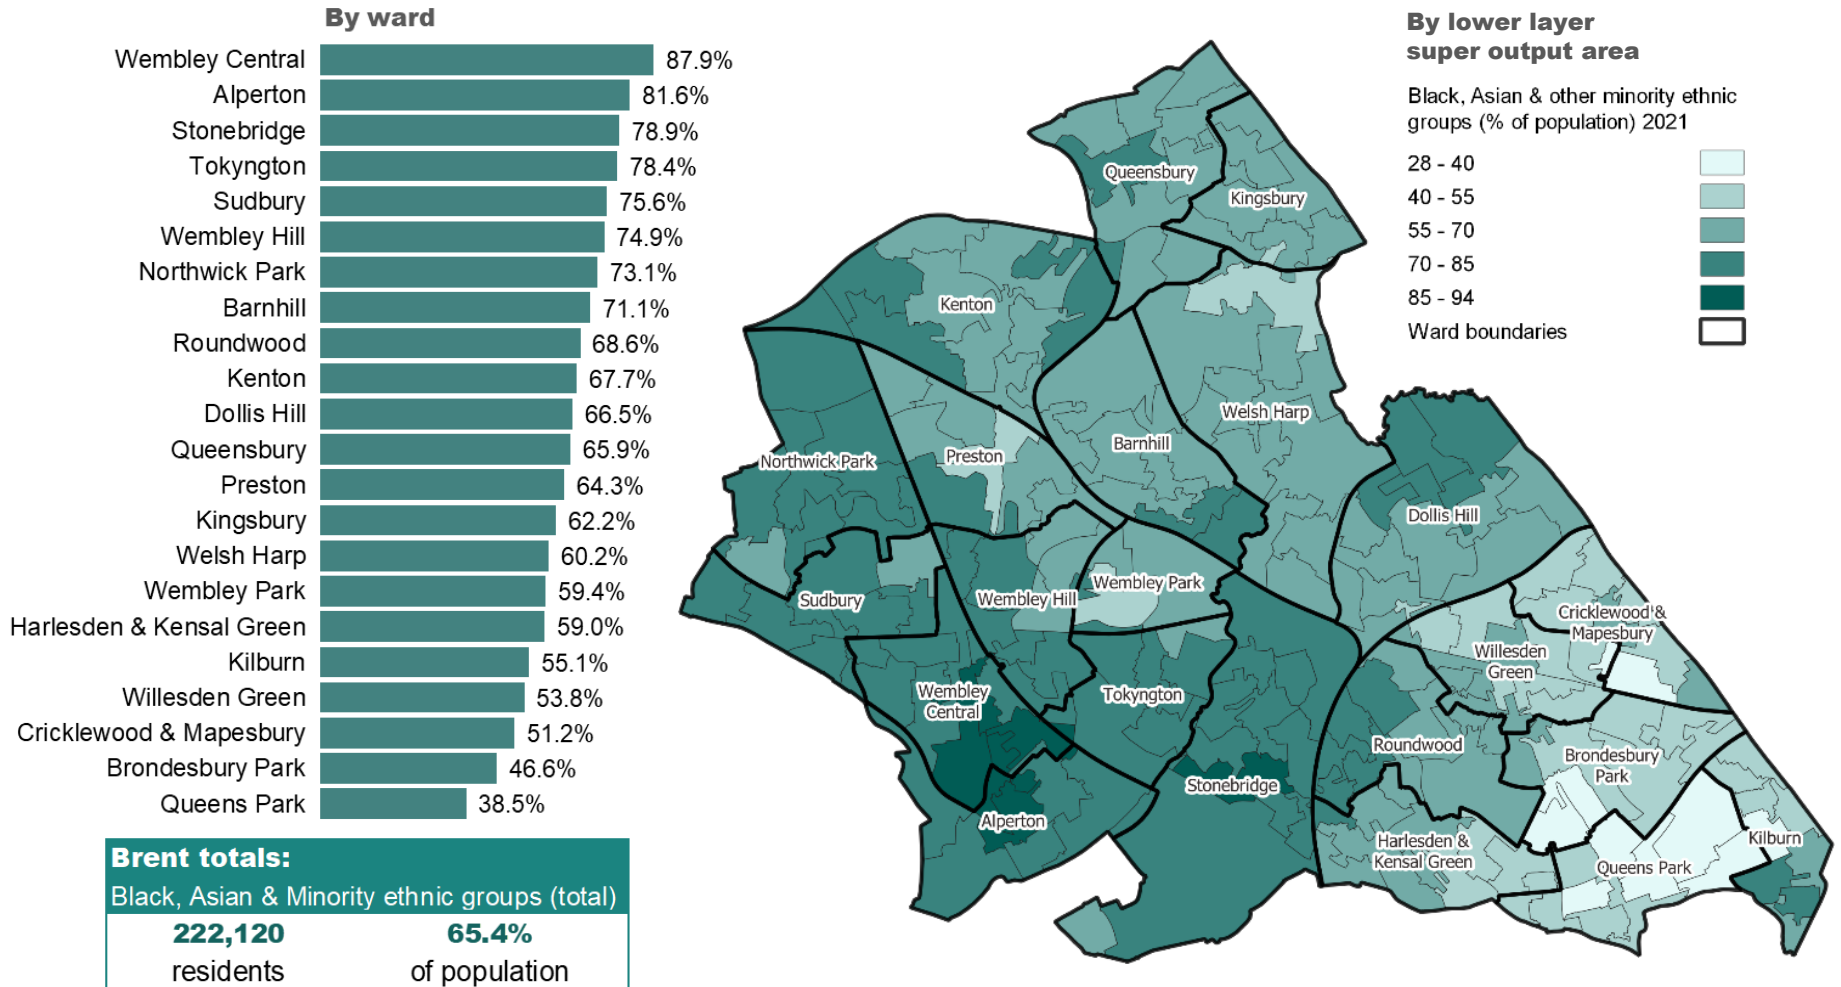 By ward
Wembley Central 87.9%
Alperton 81.6%
Stonebridge 78.9%
Tokyngton 78.4%
Sudbury 75.6%
Wembley Hill 74.9%
Northwick Park 73.1%
Barnhill 71.1%
Roundwood 68.6%
Kenton 67.7%
Dollis Hill 66.5%
Queensbury 65.9%
Preston 64.3%
Kingsbury 62.2%
Welsh Harp 60.2%
Wembley Park 59.4%
Harlesden & Kensal Green 59.0%
Kilburn 55.1%
Willesden Green 53.8%
Cricklewood & Mapesbury 51.2%
Brondesbury Park 46.6%
Queens Park 38.5%
Brent totals:
Black, Asian & Minority ethnic groups (total)
222,120 65.4%
residents of population
By lower layer
super output area
Black, Asian & other minority ethnic
groups (% of population) 2021
28 - 40
40 - 55
55 - 70
70 - 85
85 - 94
Ward boundaries
Queensbury
Kingsbury
Kenton
Welsh Harp
Barnhill
Preston
Northwick Park
Dollis Hill
Wembley Park
Wembley Hill
Sudbury
Cricklewood &
Mapesbury
Willesden
Green
Wembley
Central
Tokyngton
Roundwood
Brondesbury
Park
Stonebridge
Alperton
Harlesden &
Kensal Green
Queens Park
Kilburn